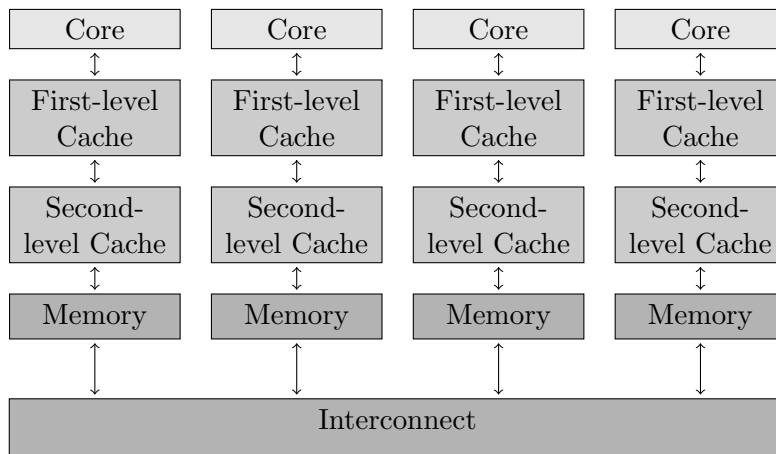 Core
Core
Core
Core
First-level
Cache
First-level
Cache
First-level
Cache
First-level
Cache
Second-
level Cache
Second-
level Cache
Second-
level Cache
Second-
level Cache
Memory
Memory
Memory
Memory
Interconnect